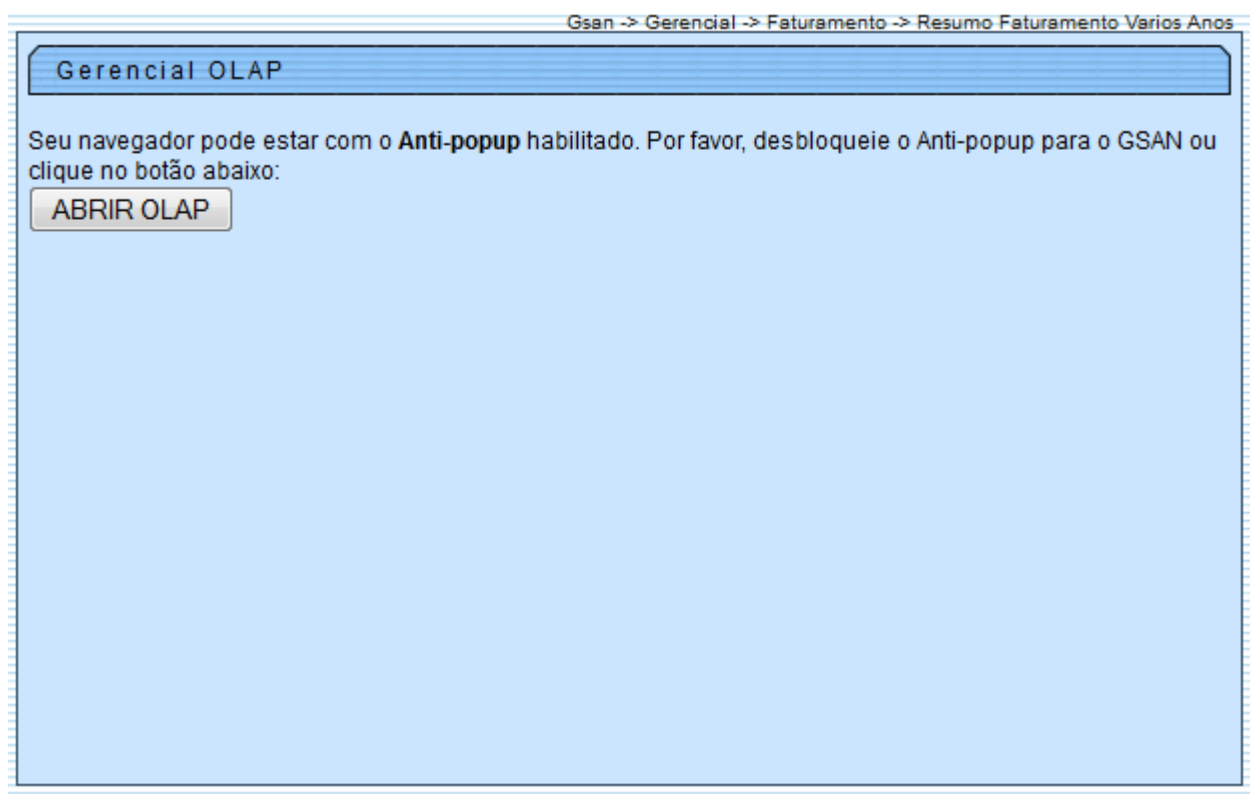 Gsan -> Gerencial -> Faturamento -> Resumo Faturamento Varios Anos
Gerencial OLAP
Seu navegador pode estar com o Anti-popup habilitado. Por favor, desbloqueie o Anti-popup para o GSAN ou
clique no botão abaixo:
ABRIR OLAP